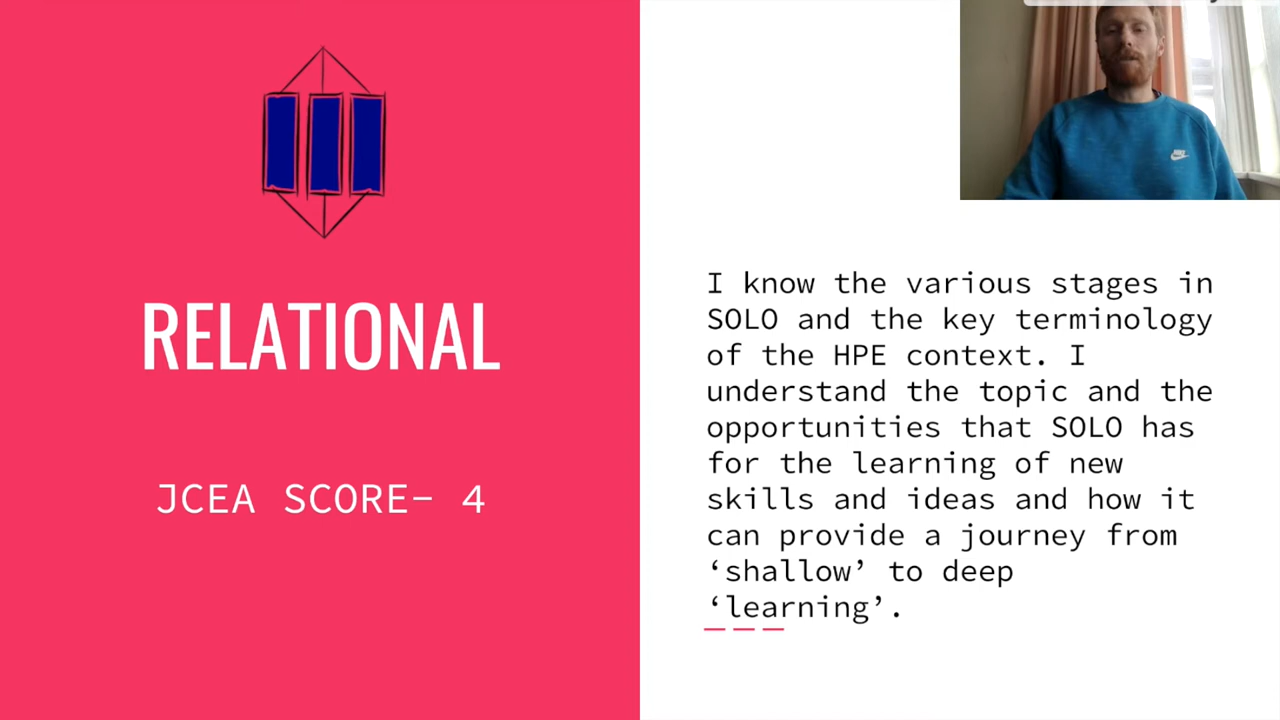 RELATIONAL
JCEA SCORE- 4
I know the various stages in
SOLO and the key terminology
of the HPE context. I
understand the topic and the
opportunities that SOLO has
for the learning of new
skills and ideas and how it
can provide a journey from
‘shallow’ to deep
‘learning’.